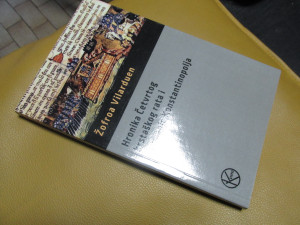 Žofroa Vilarduen
Hronika Četvrtog
krstaškog rata i
Konstantinopolja